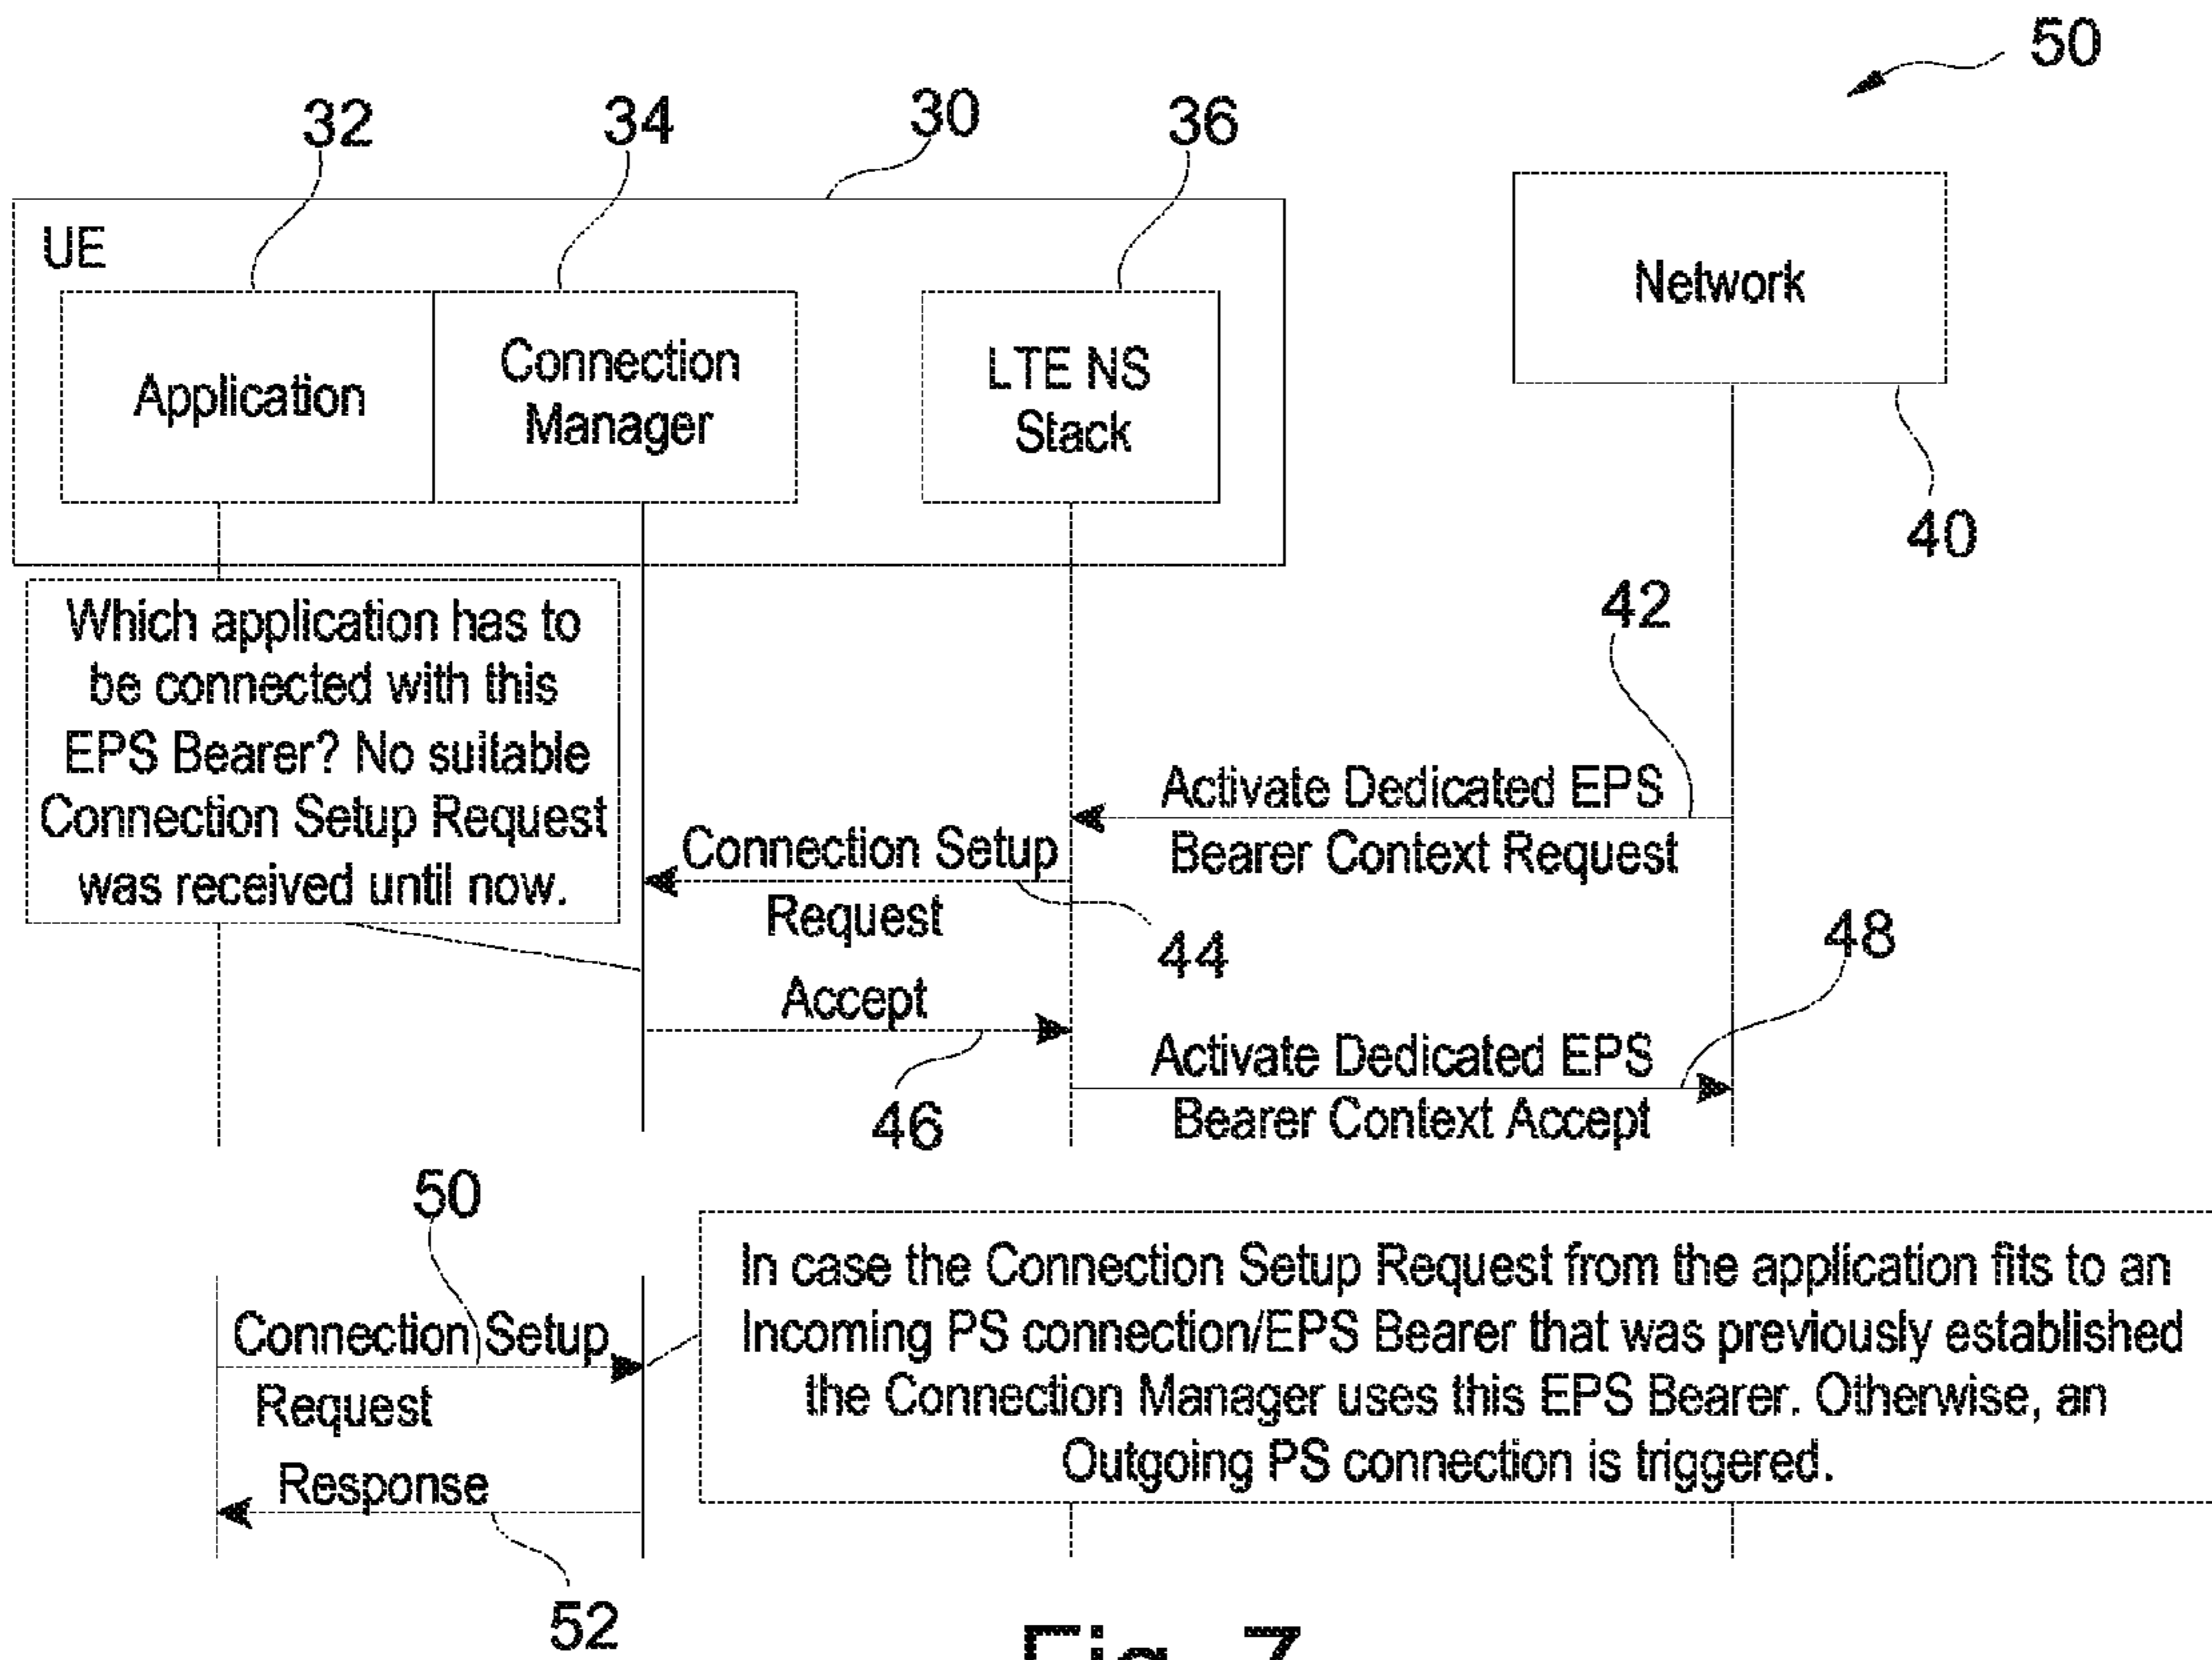 50
32
34
30
36
UE
Application
Connection
Manager
LTE NS
Stack
Network
40
Which application has to
be connected with this
EPS Bearer? No suitable
Connection Setup Request
was received until now.
42
Activate Dedicated EPS
Bearer Context Request
Connection Setup
Request
44
Accept
46
48
Activate Dedicated EPS
Bearer Context Accept
50
Connection Setup
Request
Response
52
In case the Connection Setup Request from the application fits to an
Incoming PS connection/EPS Bearer that was previously established
the Connection Manager uses this EPS Bearer. Otherwise, an
Outgoing PS connection is triggered.
Fig. 7